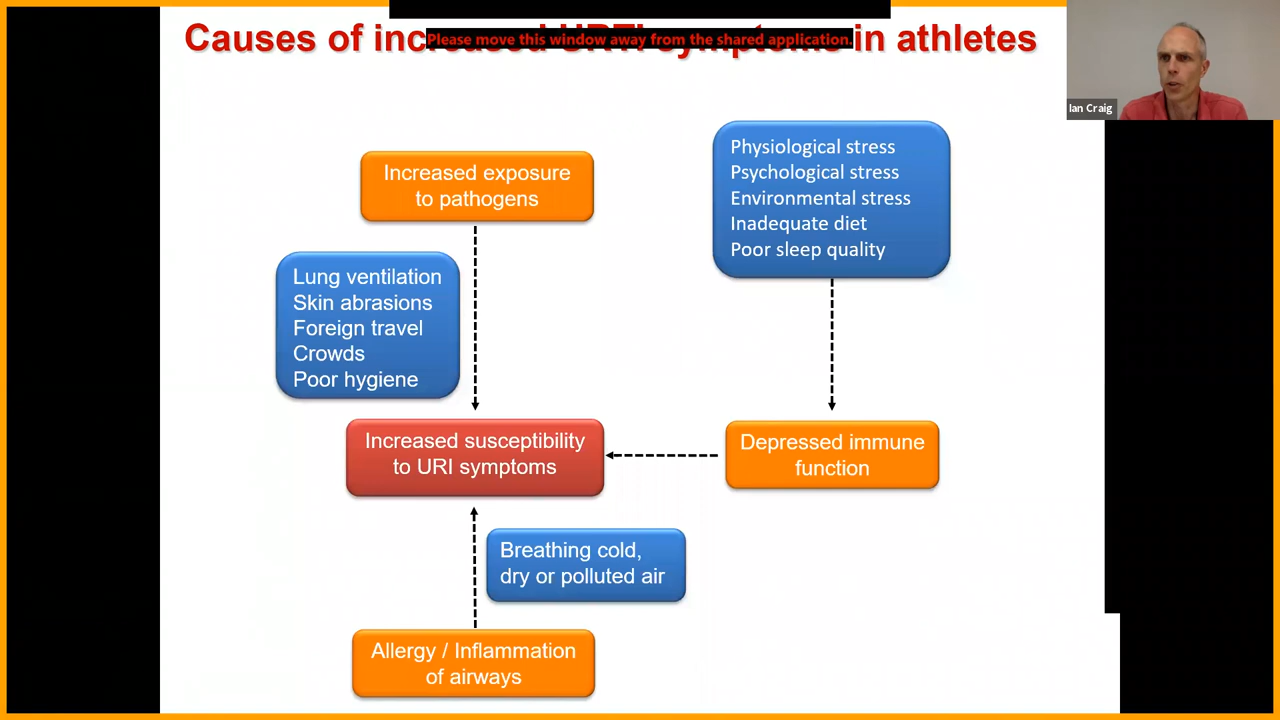 Causes of increased URTI symptoms in athletes
Please move this window away from the shared application.
Ian Craig
Increased exposure
to pathogens
Physiological stress
Psychological stress
Environmental stress
Inadequate diet
Poor sleep quality
Lung ventilation
Skin abrasions
Foreign travel
Crowds
Poor hygiene
Increased susceptibility
to URI symptoms
Depressed immune
function
Breathing cold,
dry or polluted air
Allergy / Inflammation
of airways